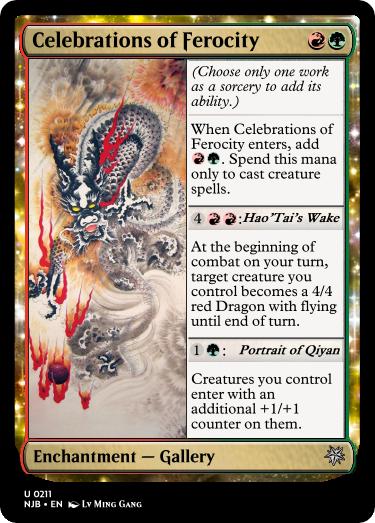 Celebrations of Ferocity
(Choose only one work
as a sorcery to add its
ability.)
When Celebrations of
Ferocity enters, add
. Spend this mana
only to cast creature
spells.
4 : Hao'Tai's Wake
At the beginning of
combat on your turn,
target creature you
control becomes a 4/4
red Dragon with flying
until end of turn.
1 : Portrait of Qiyan
Creatures you control
enter with an
additional +1/+1
counter on them.
Enchantment — Gallery
U 0211
NJB • EN Lv Ming Gang